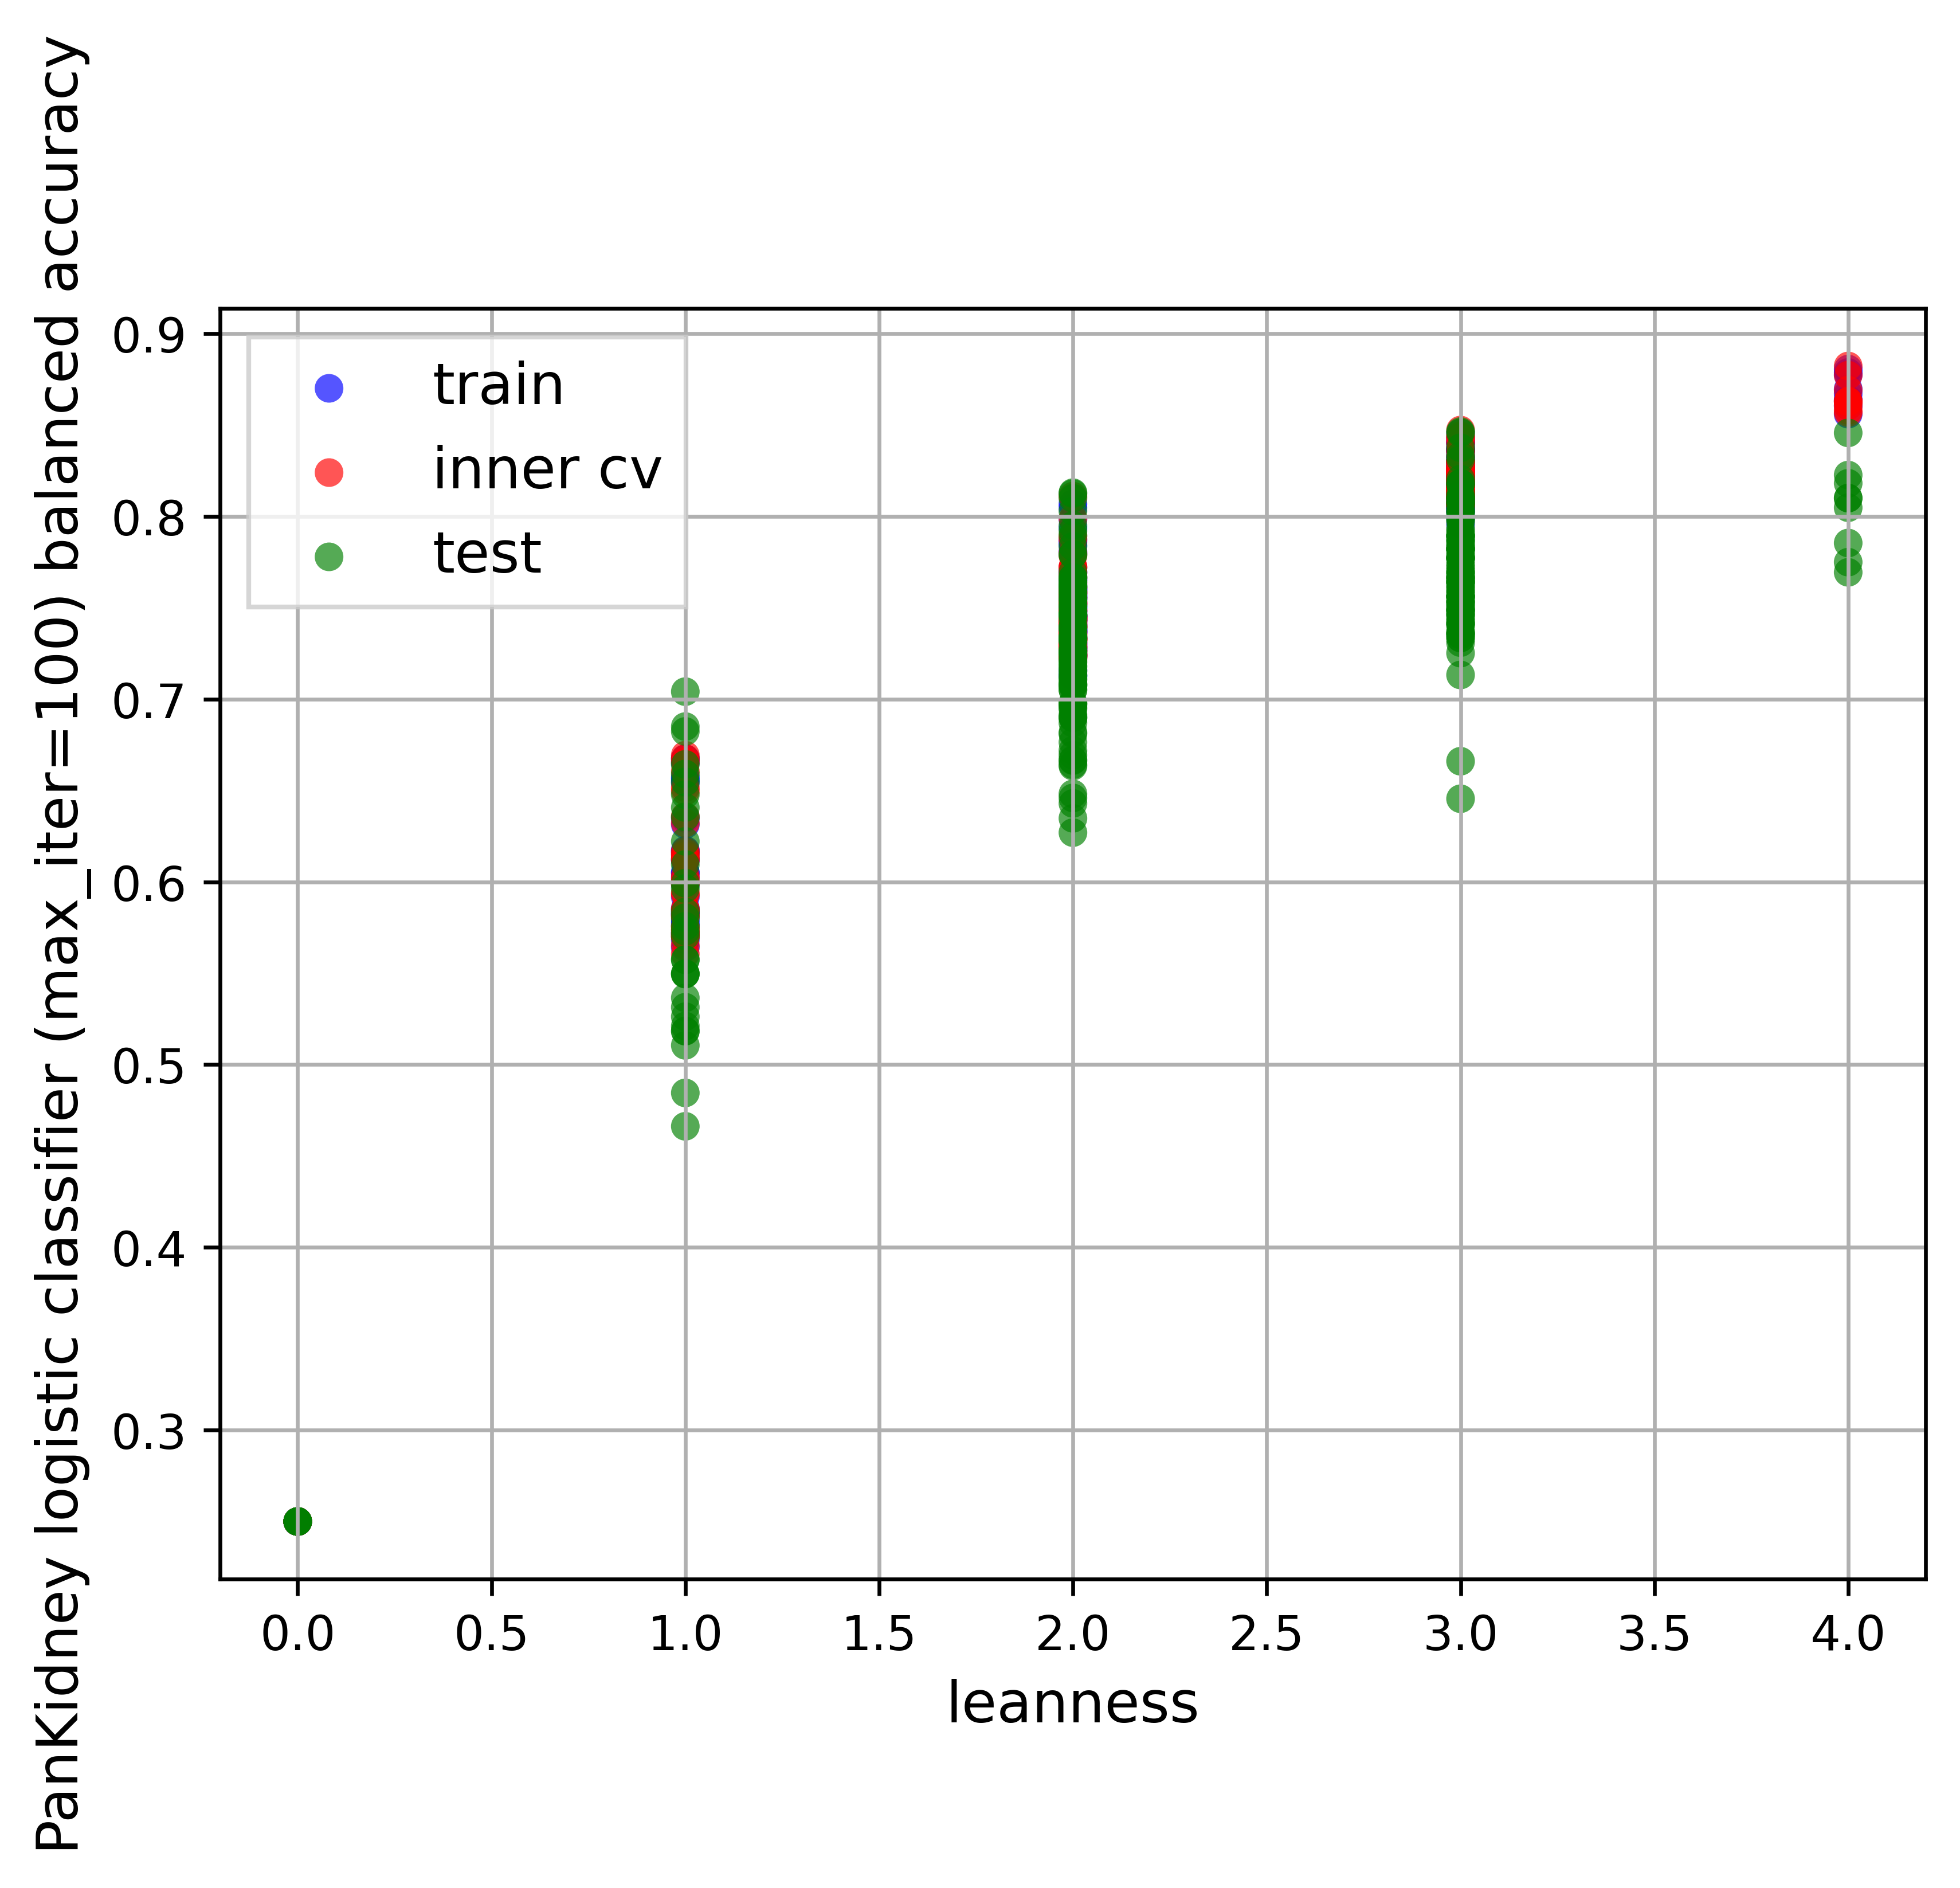 PanKidney logistic classifier (max_iter=100) balanced accuracy
0.9
0.8
0.7
0.6
0.5
0.4
0.3
train
inner cv
test
0.0 0.5 1.0 1.5 2.0 2.5 3.0 3.5 4.0
leanness